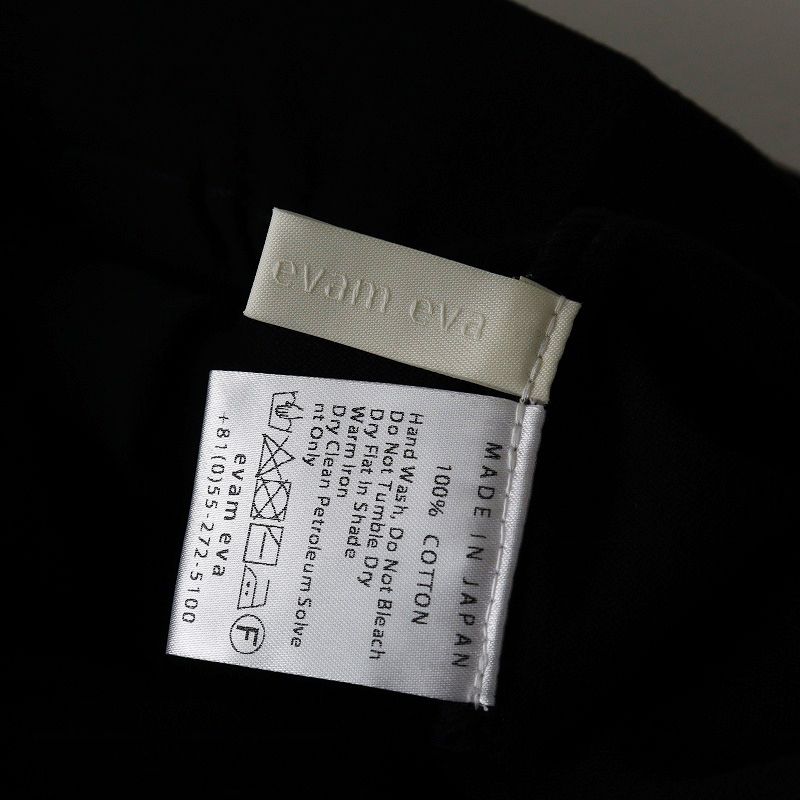 evam eva
MADE IN JAPAN
100% COTTON
Hand Wash, Do Not Bleach
Do Not Tumble Dry
Dry Flat in Shade
Warm Iron
Dry Clean Petroleum Solve
nt Only
F
evam eva
+81(0)55-272-5100